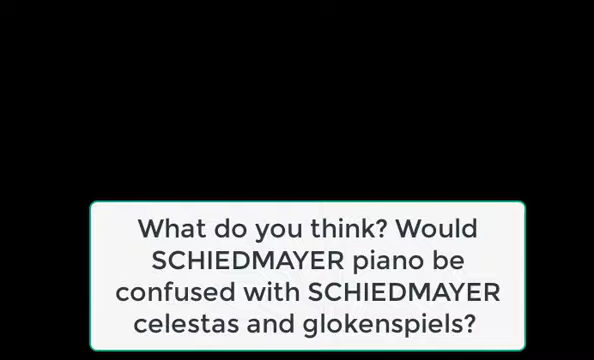 What do you think? Would
SCHIEDMAYER piano be
confused with SCHIEDMAYER
celestas and glokenspiels?